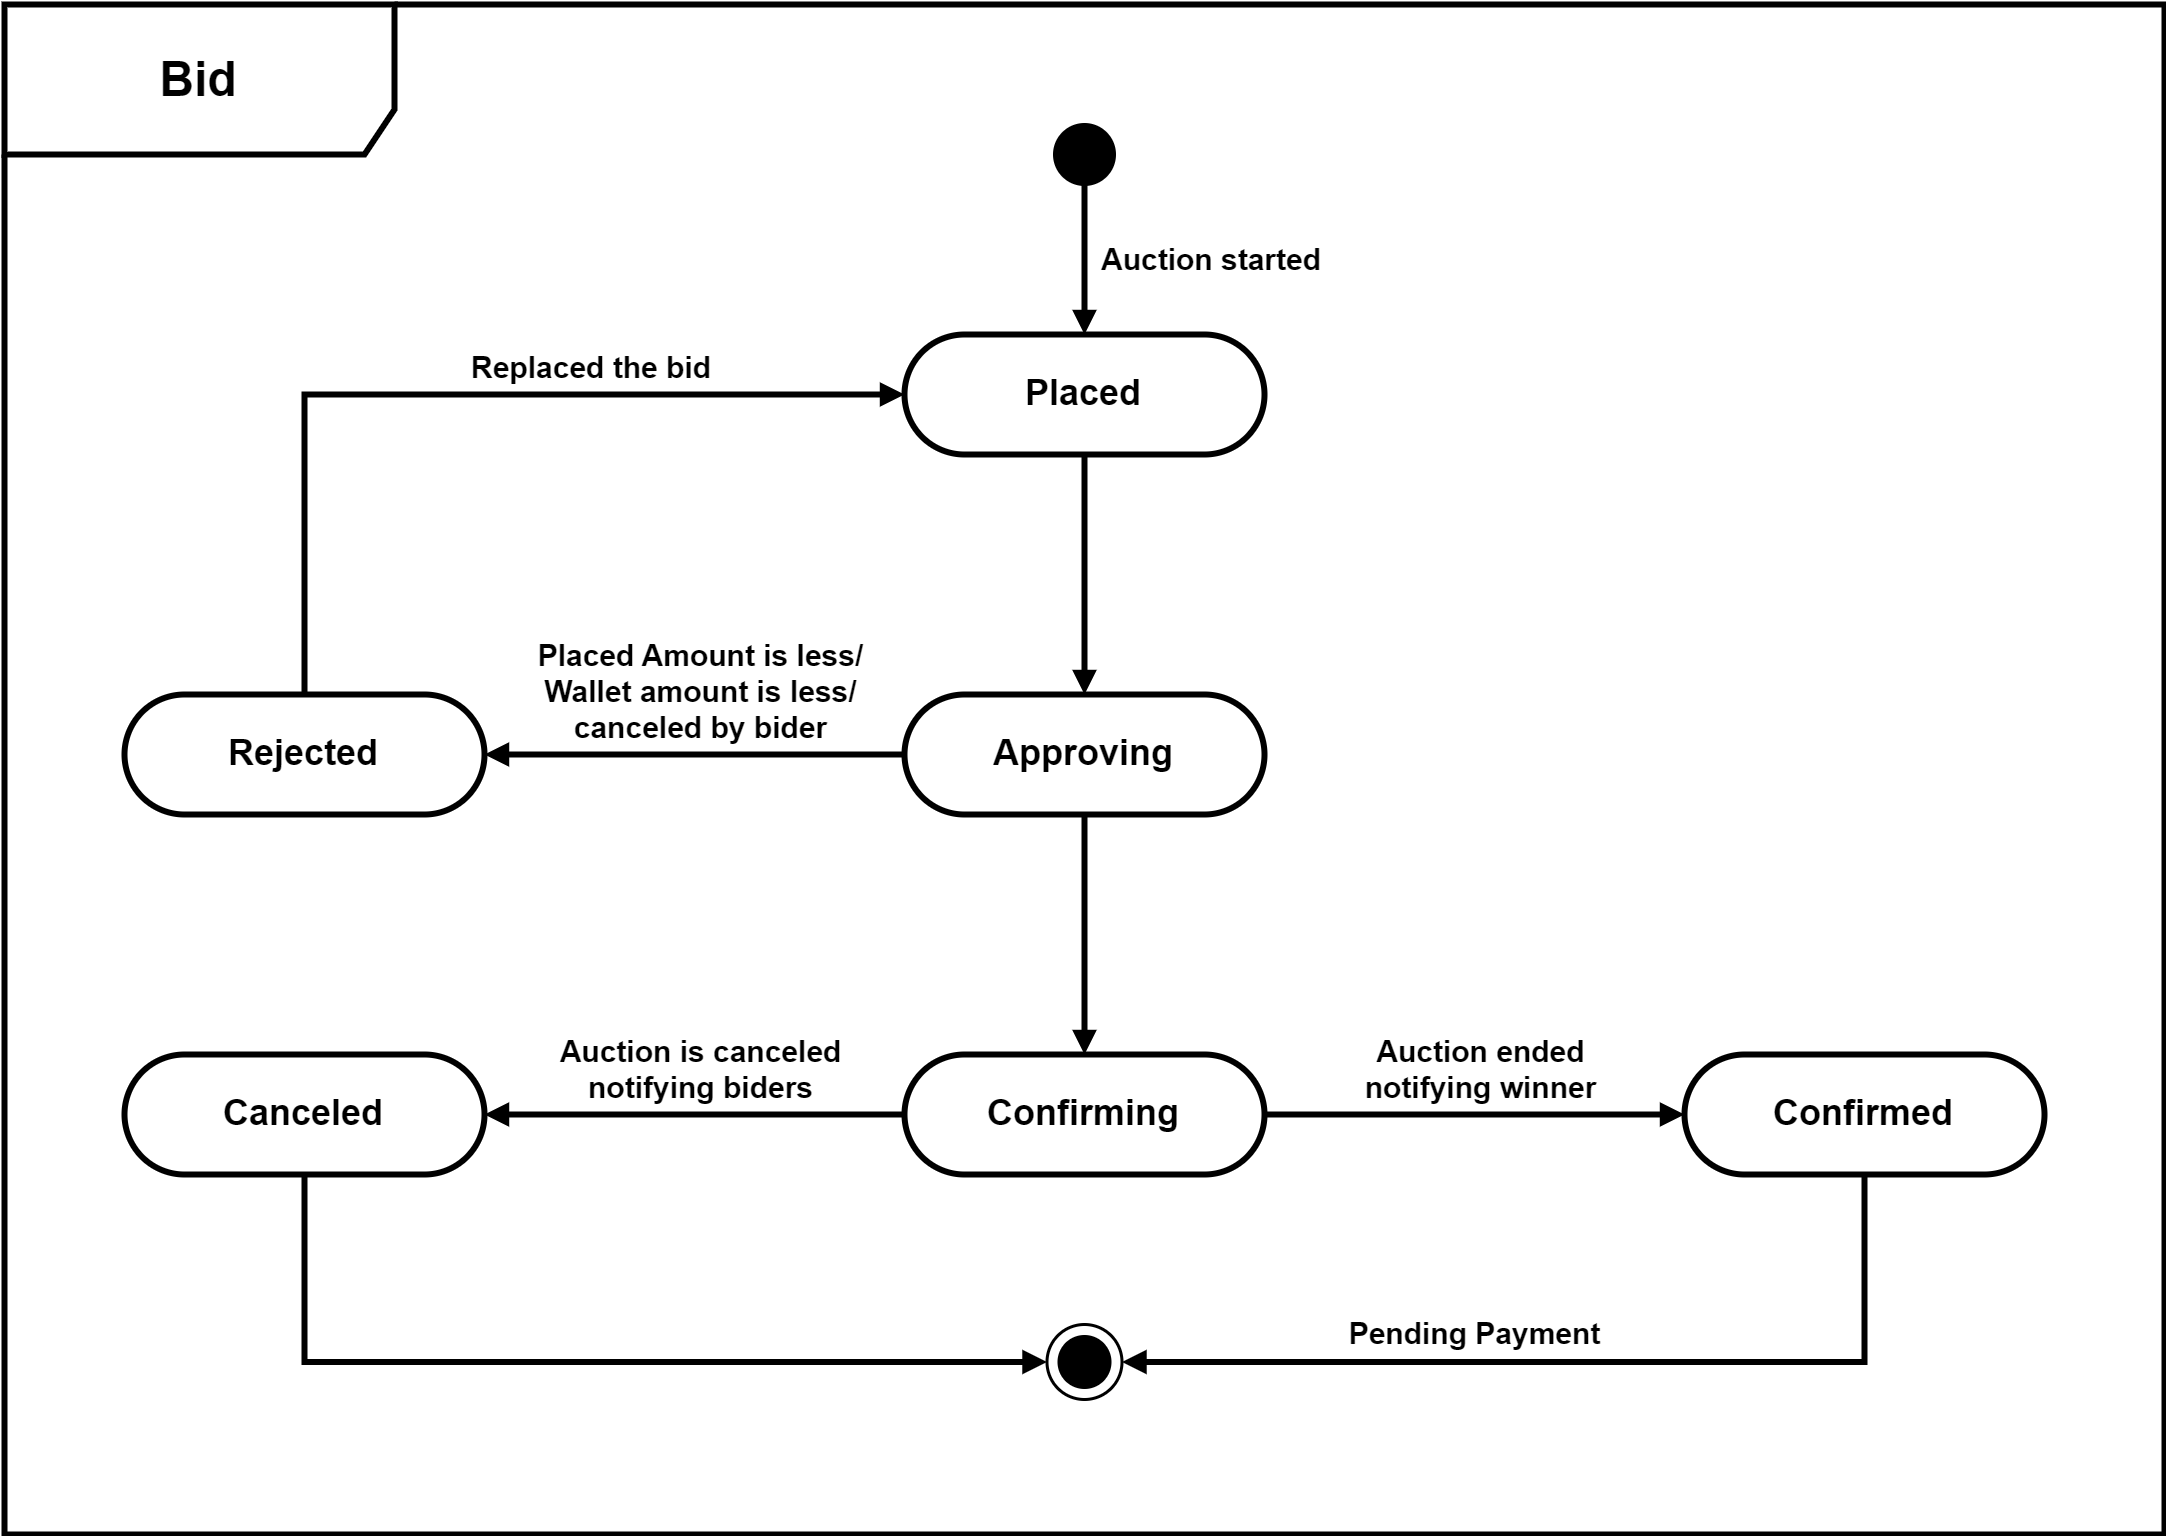 Bid
Auction started
Replaced the bid
Placed
Placed Amount is less/
Wallet amount is less/
canceled by bider
Rejected
Approving
Auction is canceled
notifying biders
Auction ended
notifying winner
Canceled
Confirming
Confirmed
Pending Payment